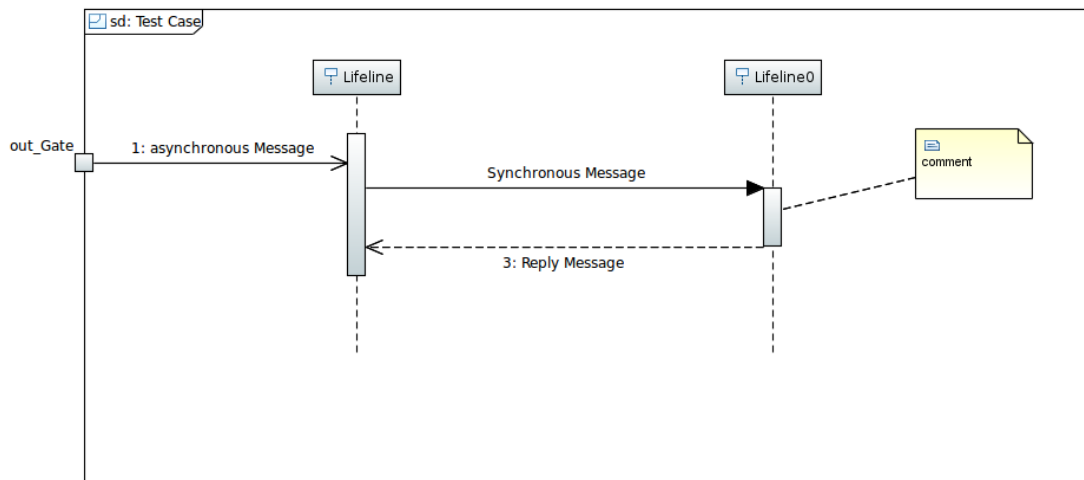 sd: Test Case
Lifeline
Lifeline0
out_Gate
1: asynchronous Message
comment
Synchronous Message
3: Reply Message